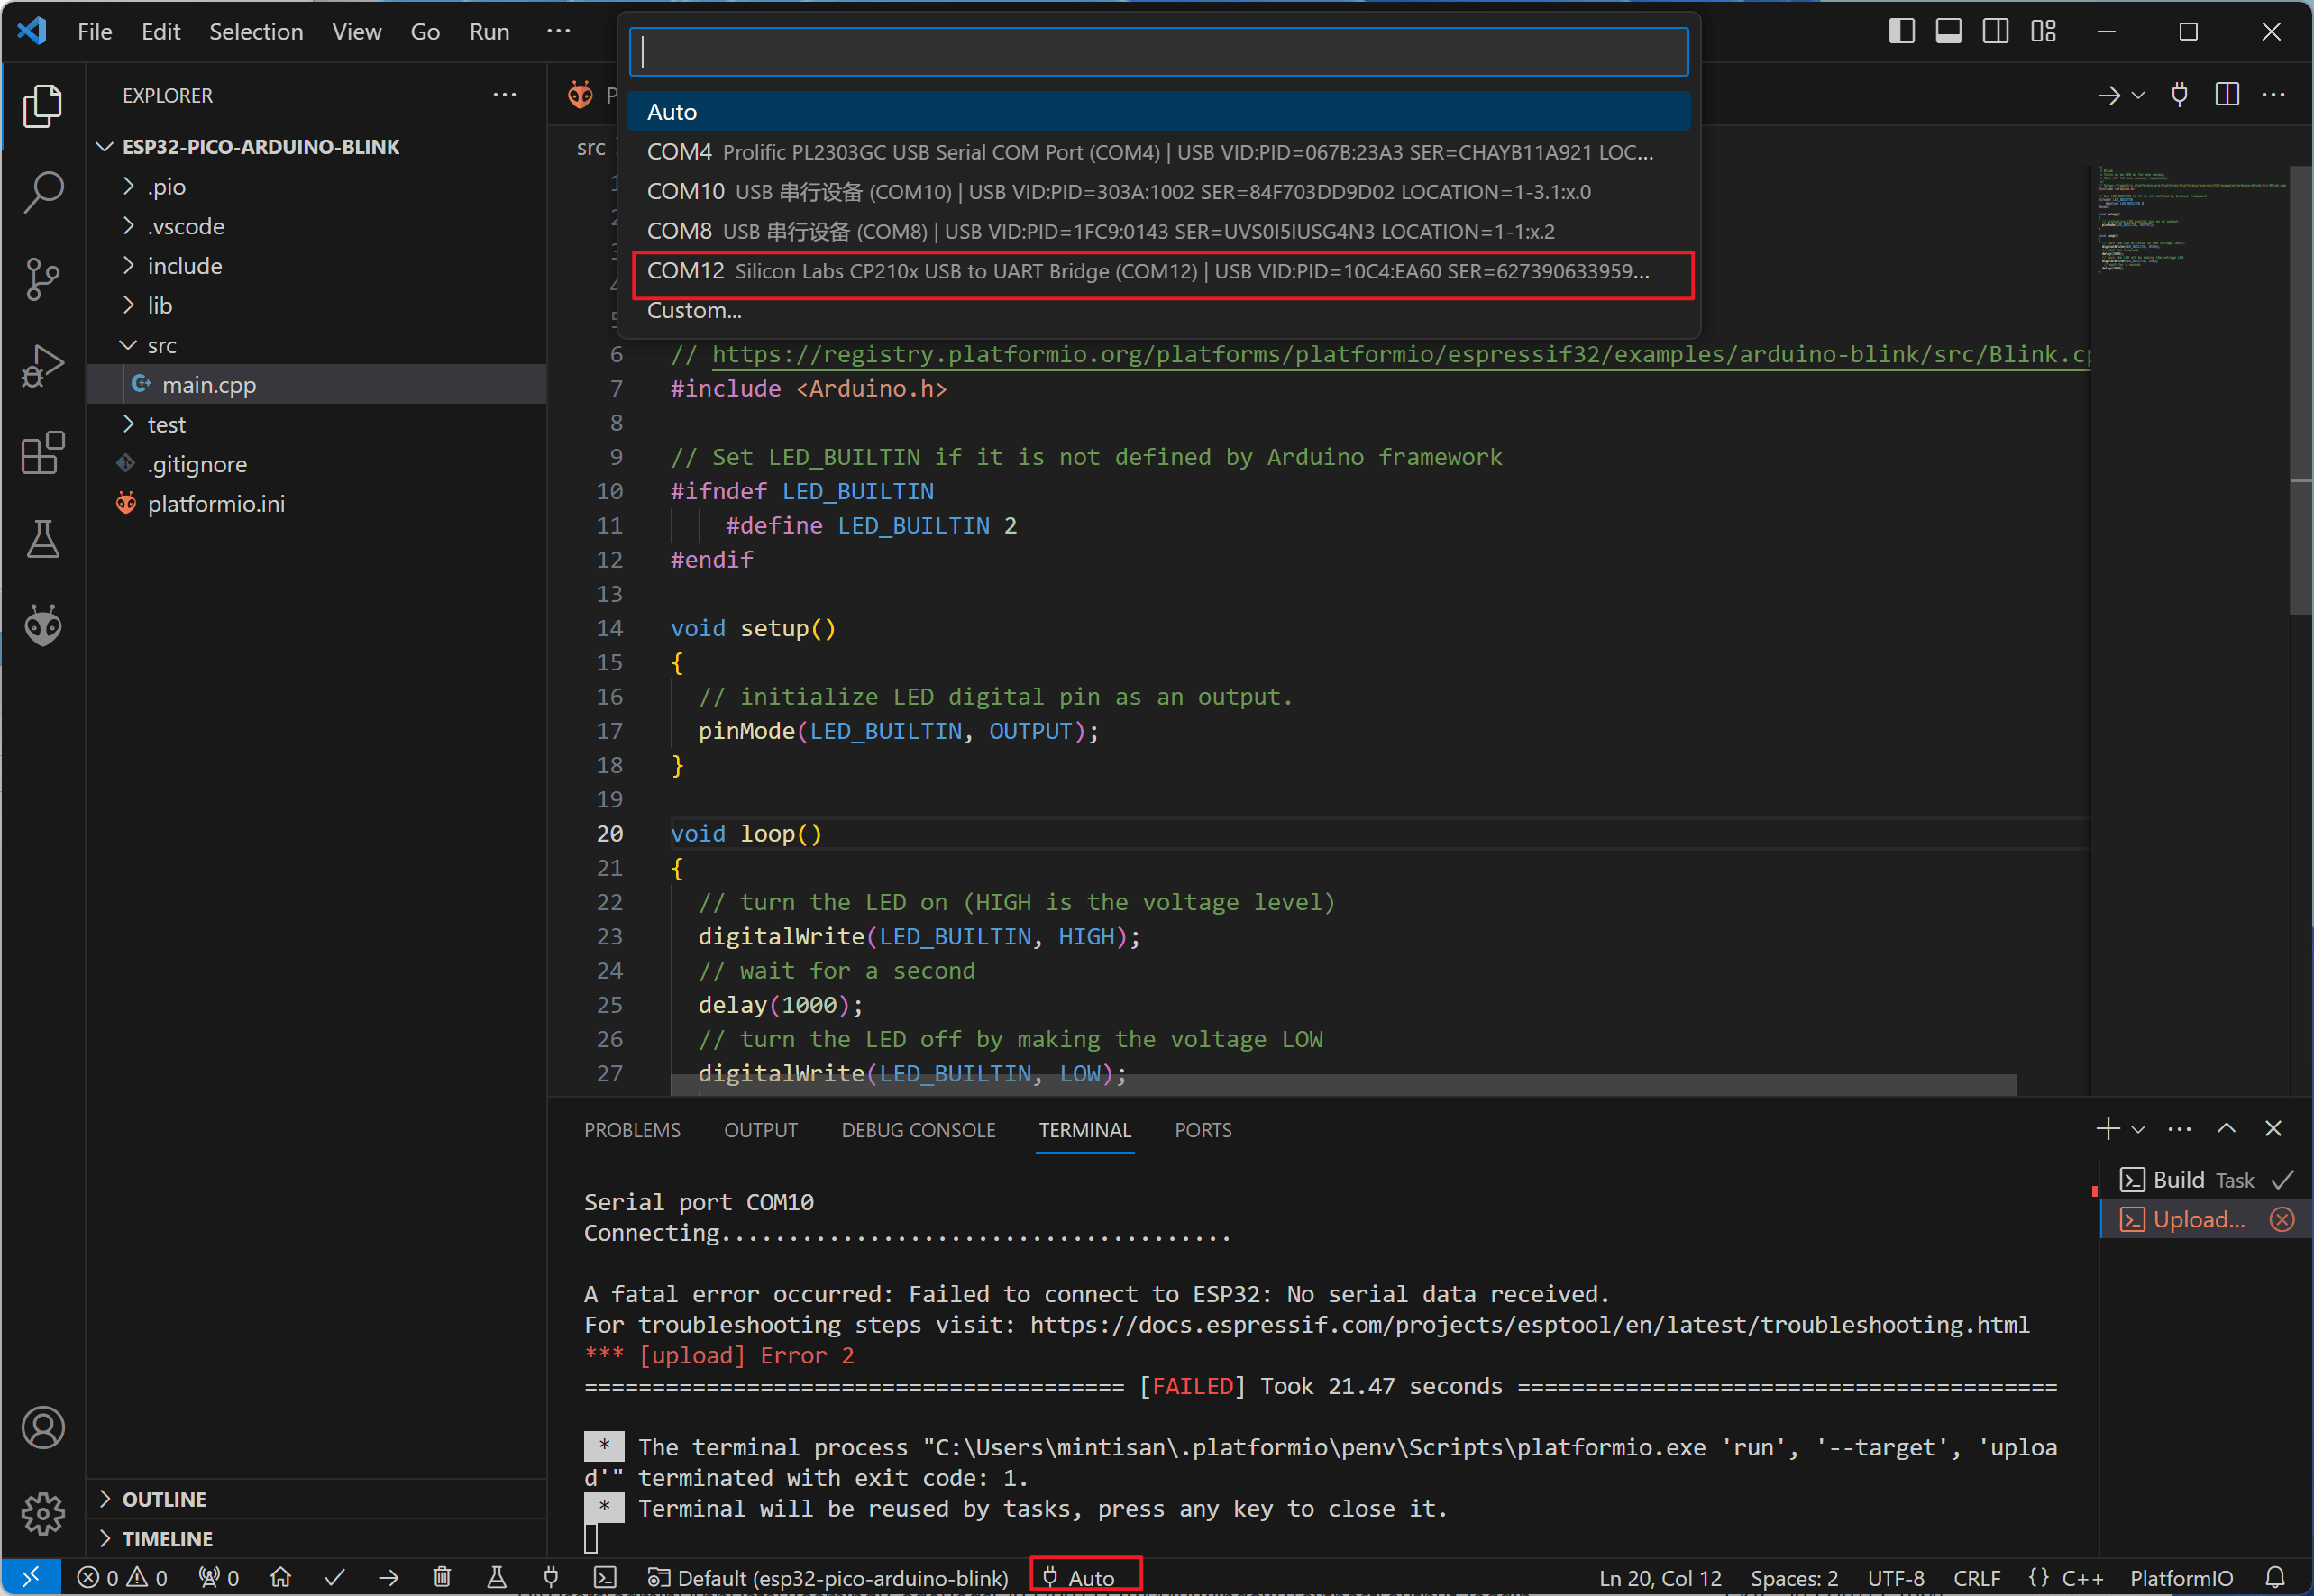 File Edit Selection View Go Run ···
EXPLORER ···
ESP32-PICO-ARDUINO-BLINK
.pio
.vscode
include
lib
src
main.cpp
test
.gitignore
platformio.ini
OUTLINE
TIMELINE
Auto
COM4 Prolific PL2303GC USB Serial COM Port (COM4) | USB VID:PID=067B:23A3 SER=CHAYB11A921 LOC...
COM10 USB 串行设备 (COM10) | USB VID:PID=303A:1002 SER=84F703DD9D02 LOCATION=1-3.1:x.0
COM8 USB 串行设备 (COM8) | USB VID:PID=1FC9:0143 SER=UVS0I5IUSG4N3 LOCATION=1-1:x.2
COM12 Silicon Labs CP210x USB to UART Bridge (COM12) | USB VID:PID=10C4:EA60 SER=627390633959...
Custom...
src
6 // https://registry.platformio.org/platforms/platformio/espressif32/examples/arduino-blink/src/Blink.cp
7 #include <Arduino.h>
8
9 // Set LED_BUILTIN if it is not defined by Arduino framework
10 #ifndef LED_BUILTIN
11 #define LED_BUILTIN 2
12 #endif
13
14 void setup()
15 {
16 // initialize LED digital pin as an output.
17 pinMode(LED_BUILTIN, OUTPUT);
18 }
19
20 void loop()
21 {
22 // turn the LED on (HIGH is the voltage level)
23 digitalWrite(LED_BUILTIN, HIGH);
24 // wait for a second
25 delay(1000);
26 // turn the LED off by making the voltage LOW
27 digitalWrite(LED_BUILTIN, LOW);
PROBLEMS OUTPUT DEBUG CONSOLE TERMINAL PORTS
Build Task
Upload...
Serial port COM10
Connecting......................................
A fatal error occurred: Failed to connect to ESP32: No serial data received.
For troubleshooting steps visit: https://docs.espressif.com/projects/esptool/en/latest/troubleshooting.html
*** [upload] Error 2
======================================== [FAILED] Took 21.47 seconds ========================================
* The terminal process "C:\Users\mintisan\.platformio\penv\Scripts\platformio.exe 'run', '--target', 'uploa
d'" terminated with exit code: 1.
* Terminal will be reused by tasks, press any key to close it.
0 0 0 Default (esp32-pico-arduino-blink) Auto Ln 20, Col 12 Spaces: 2 UTF-8 CRLF {} C++ PlatformIO